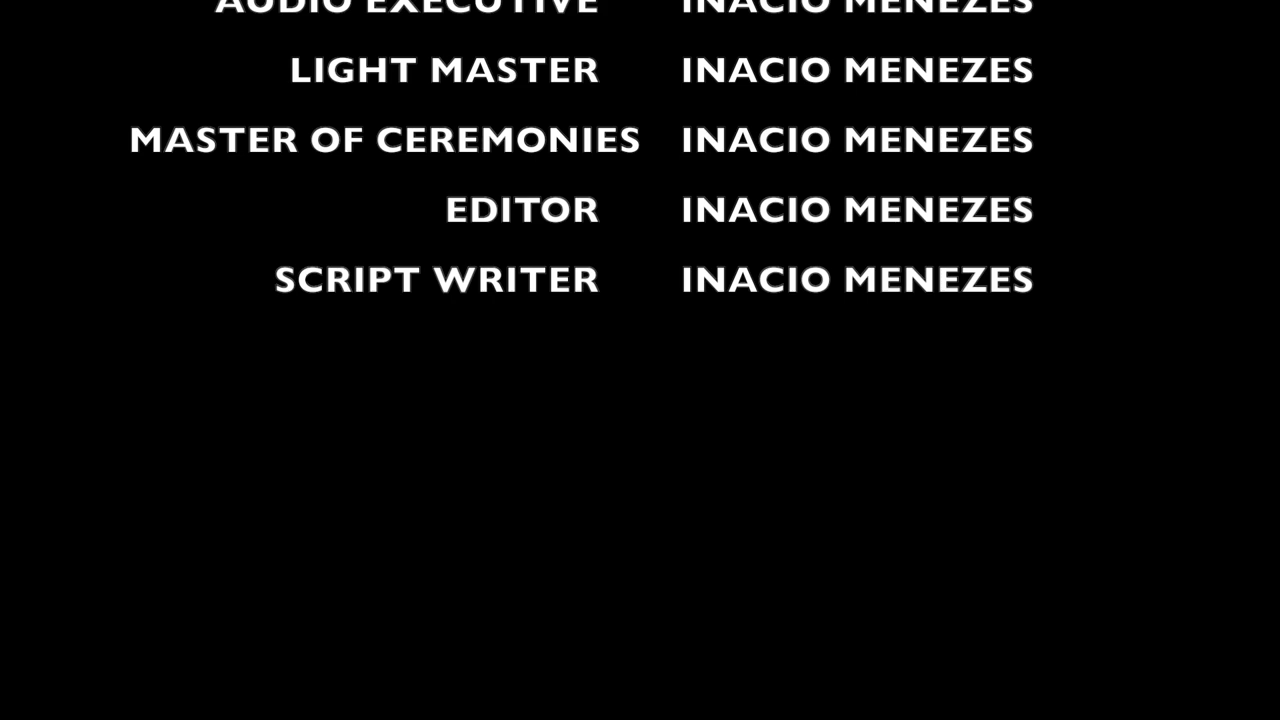 AUDIO EXECUTIVE INACIO MENEZES
LIGHT MASTER INACIO MENEZES
MASTER OF CEREMONIES INACIO MENEZES
EDITOR INACIO MENEZES
SCRIPT WRITER INACIO MENEZES